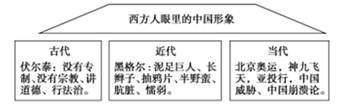 西方人眼里的中国形象
古代
伏尔泰：没有专
制、没有宗教、讲
道德、行法治。
近代
黑格尔：泥足巨人、长
辫子、抽鸦片、半野蛮、
肮脏、懦弱。
当代
北京奥运，神九飞
天，亚投行，中国
威胁、中国崩溃论。